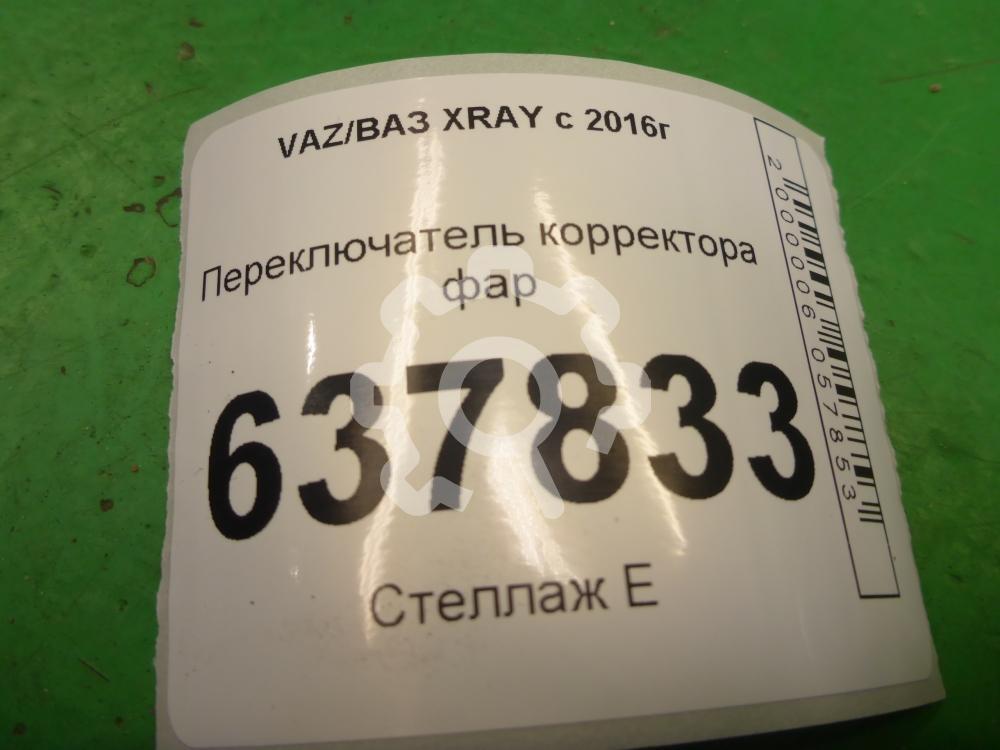 VAZ/ВАЗ XRAY с 2016г
Переключатель корректора
фар
637833
Стеллаж Е
2000006057853